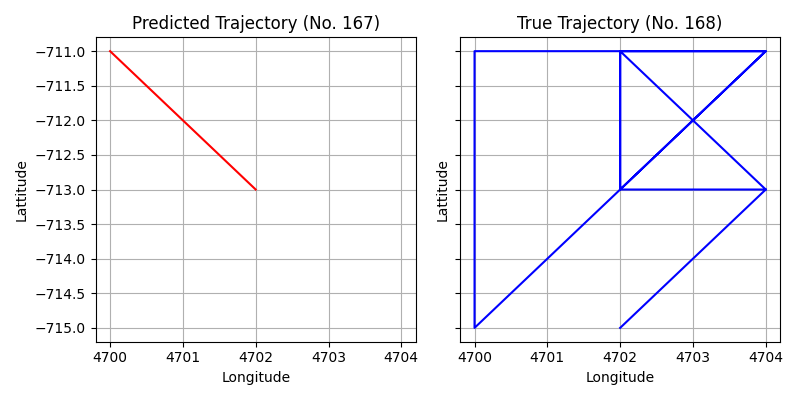 Predicted Trajectory (No. 167)
−711.0
−711.5
−712.0
−712.5
−713.0
−713.5
−714.0
−714.5
−715.0
Lattitude
4700 4701 4702 4703 4704
Longitude
True Trajectory (No. 168)
Lattitude
4700 4701 4702 4703 4704
Longitude